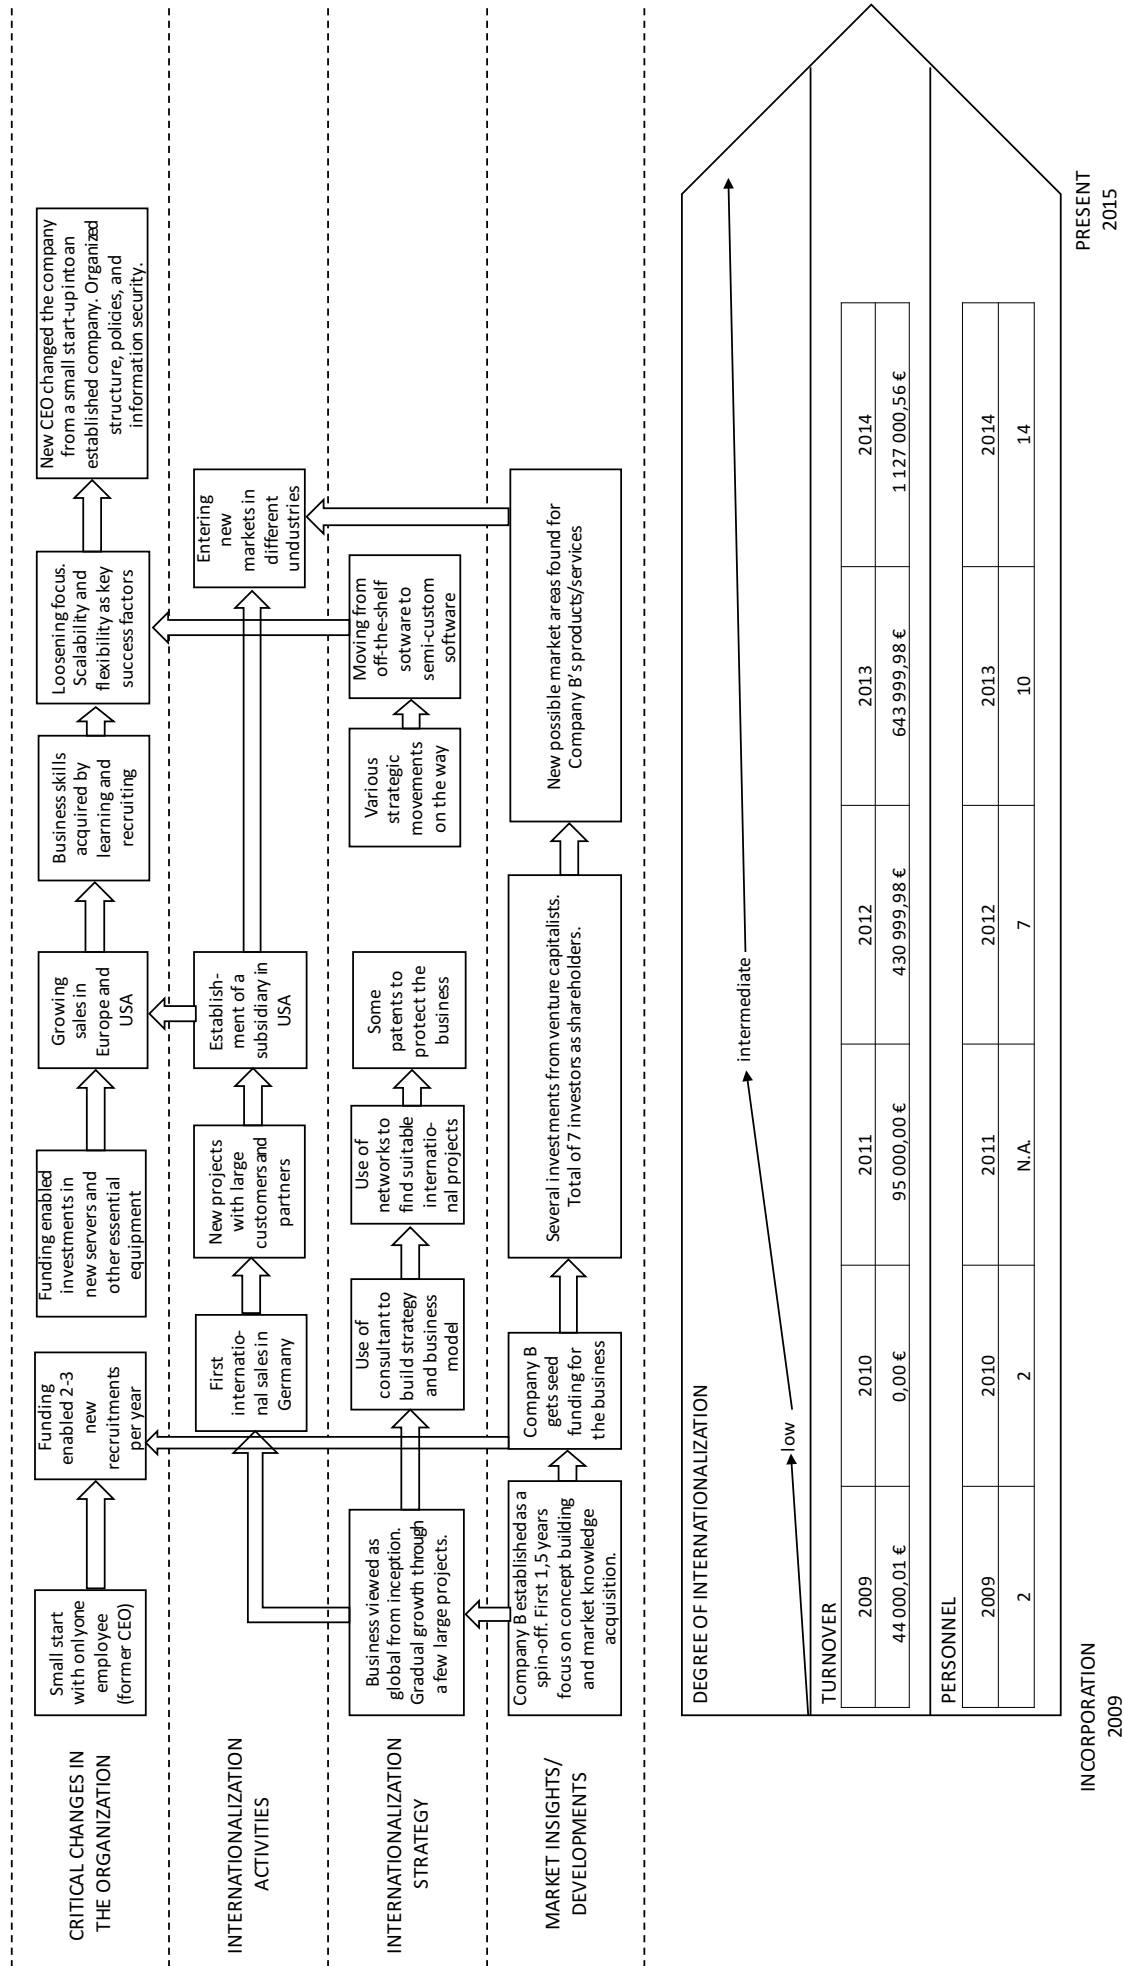 CRITICAL CHANGES IN
THE ORGANIZATION
Small start
with only one
employee
(former CEO)
Funding
enabled 2-3
new
recruitments
per year
Funding enabled
investments in
new servers and
other essential
equipment
Growing
sales in
Europe and
USA
Business skills
acquired by
learning and
recruiting
Loosening focus.
Scalability and
flexibility as key
success factors
New CEO changed the company
from a small start-up into an
established company. Organized
structure, policies, and
information security.
INTERNATIONALIZATION
ACTIVITIES
First
internatio-
nal sales in
Germany
New projects
with large
customers and
partners
Establish-
ment of a
subsidiary in
USA
Entering
new
markets in
different
undustries
INTERNATIONALIZATION
STRATEGY
Business viewed as
global from inception.
Gradual growth through
a few large projects.
Use of
consultant to
build strategy
and business
model
Use of
networks to
find suitable
internatio-
nal projects
Some
patents to
protect the
business
Various
strategic
movements
on the way
Moving from
off-the-shelf
sotware to
semi-custom
software
MARKET INSIGHTS/
DEVELOPMENTS
Company B established as a
spin-off. First 1,5 years
focus on concept building
and market knowledge
acquisition.
Company B
gets seed
funding for
the business
Several investments from venture capitalists.
Total of 7 investors as shareholders.
New possible market areas found for
Company B's products/services
DEGREE OF INTERNATIONALIZATION
low
intermediate
TURNOVER
2009 2010 2011 2012 2013 2014
44 000,01 € 0,00 € 95 000,00 € 430 999,98 € 643 999,98 € 1 127 000,56 €
PERSONNEL
2009 2010 2011 2012 2013 2014
2 2 N.A. 7 10 14
INCORPORATION
2009
PRESENT
2015